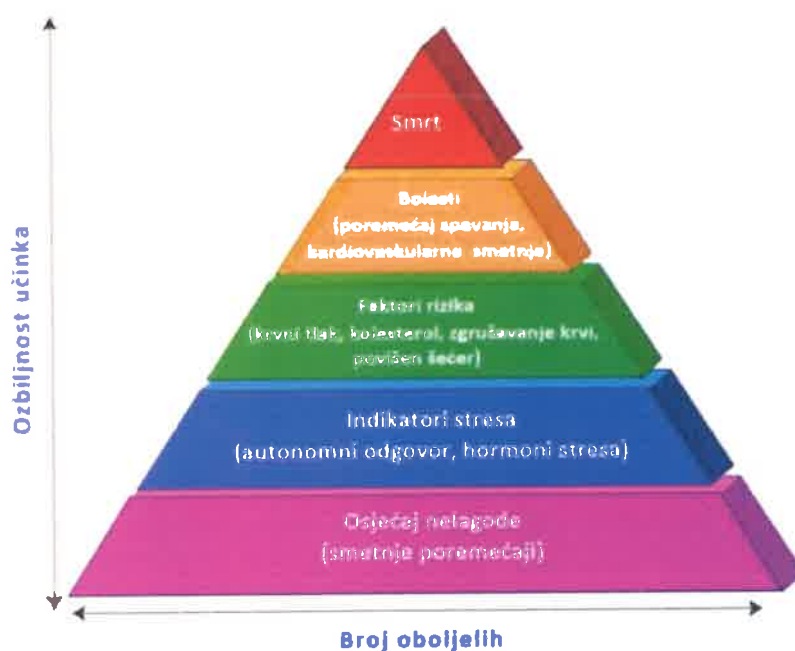 Smrt
Bolesti
(poremećaj spavanja,
kardiovaskularne smetnje)
Faktori rizika
(krvni tlak, kolesterol, zgrušavanje krvi,
povišen šećer)
Indikatori stresa
(autonomni odgovor, hormoni stresa)
Osjećaj nelagode
(smetnje poremećaji)
Ozbiljnost učinka
Broj oboljelih